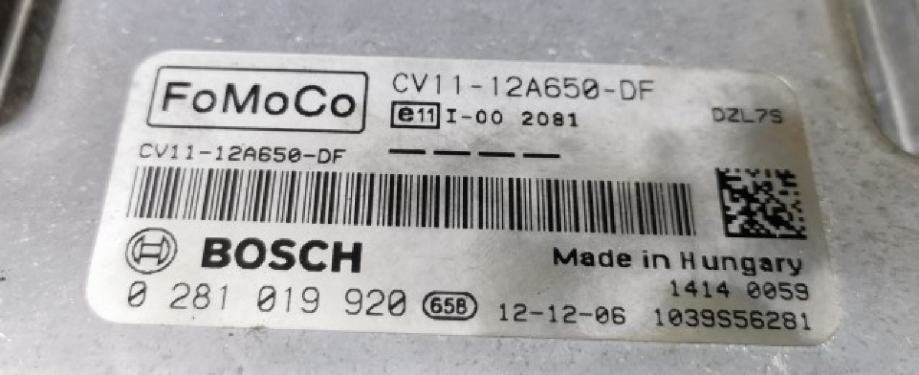 FoMoCo
CV11-12A650-DF
e11 I-00 2081
DZL7S
CV11-12A650-DF
BOSCH
Made in Hungary
1414 0059
0 281 019 920 65B 12-12-06 1039S56281